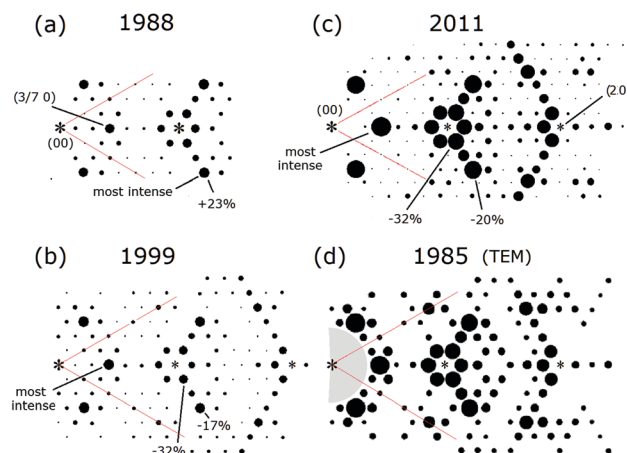 (a) 1988
(3/7 0)
*
(00)
*
most intense
+23%
(c) 2011
(00)
*
*
*
most
intense
-32%
-20%
(b) 1999
*
*
*
most
intense
-32%
-17%
(d) 1985 (TEM)
*
*
*